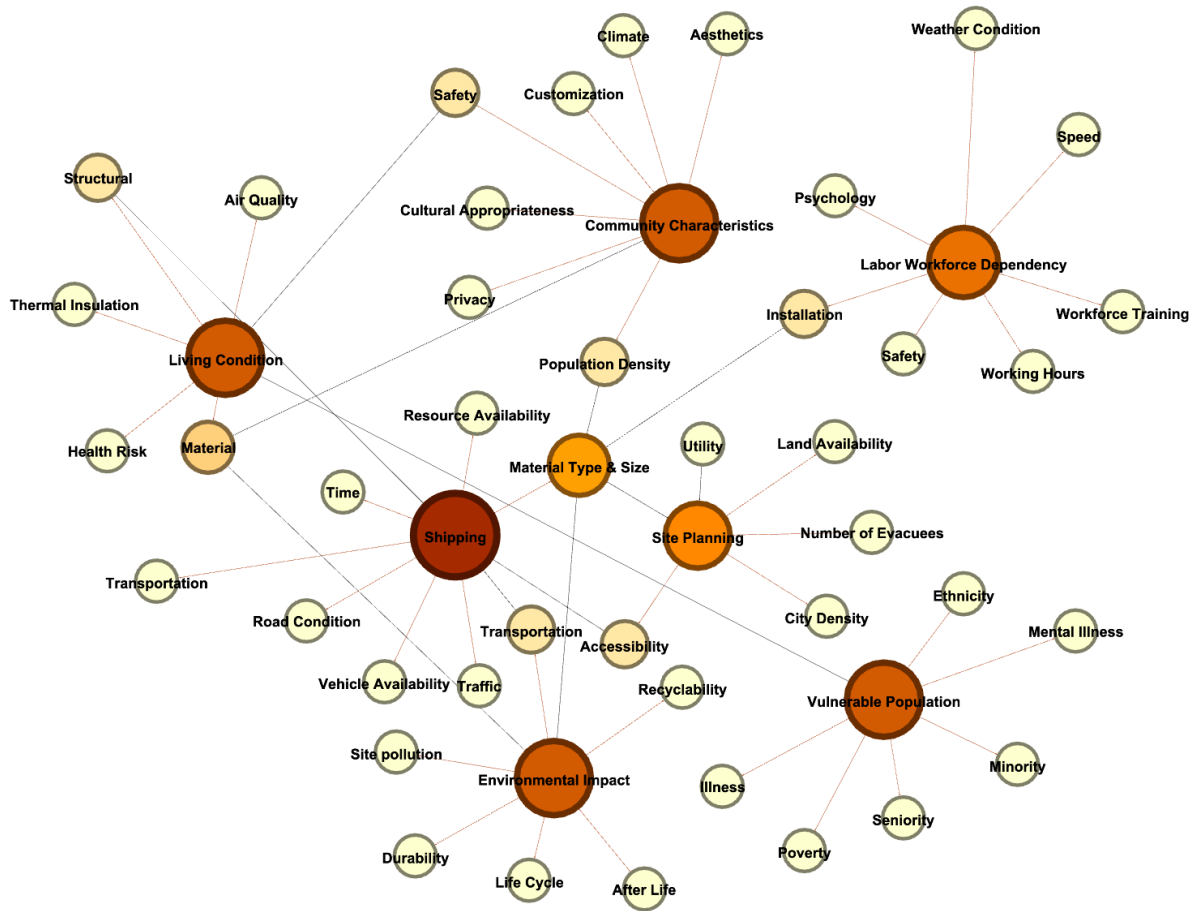 Weather Condition
Climate
Aesthetics
Safety
Customization
Speed
Structural
Air Quality
Psychology
Cultural Appropriateness
Community Characteristics
Labor Workforce Dependency
Privacy
Thermal Insulation
Installation
Workforce Training
Living Condition
Population Density
Safety
Working Hours
Resource Availability
Health Risk
Material
Utility
Land Availability
Material Type & Size
Time
Shipping
Site Planning
Number of Evacuees
Transportation
Road Condition
Transportation
Accessibility
City Density
Ethnicity
Mental Illness
Vehicle Availability
Traffic
Recyclability
Vulnerable Population
Site pollution
Environmental Impact
Illness
Minority
Seniority
Durability
Life Cycle
After Life
Poverty